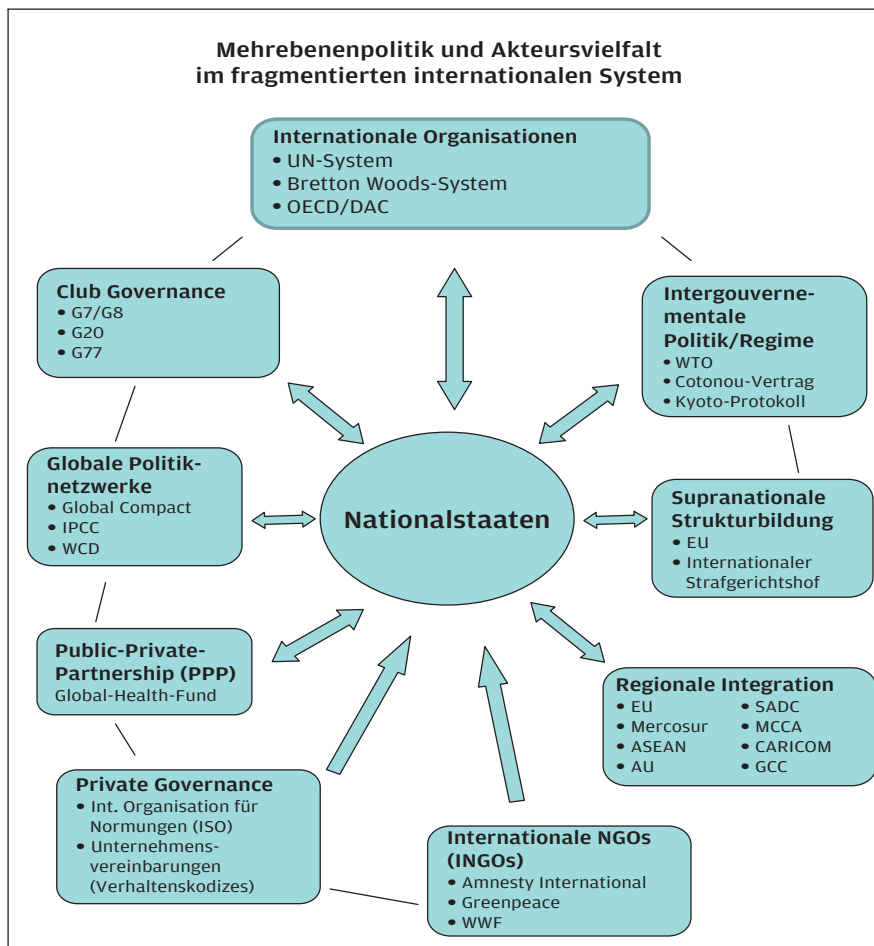 Mehrebenenpolitik und Akteursvielfalt
im fragmentierten internationalen System
Internationale Organisationen
• UN-System
• Bretton Woods-System
• OECD/DAC
Club Governance
• G7/G8
• G20
• G77
Intergouverne-
mentale
Politik/Regime
• WTO
• Cotonou-Vertrag
• Kyoto-Protokoll
Globale Politik-
netzwerke
• Global Compact
• IPCC
• WCD
Nationalstaaten
Supranationale
Strukturbildung
• EU
• Internationaler
Strafgerichtshof
Public-Private-
Partnership (PPP)
Global-Health-Fund
Regionale Integration
• EU
• Mercosur
• ASEAN
• AU
• SADC
• MCCA
• CARICOM
• GCC
Private Governance
• Int. Organisation für
Normungen (ISO)
• Unternehmens-
vereinbarungen
(Verhaltenskodizes)
Internationale NGOs
(INGOs)
• Amnesty International
• Greenpeace
• WWF